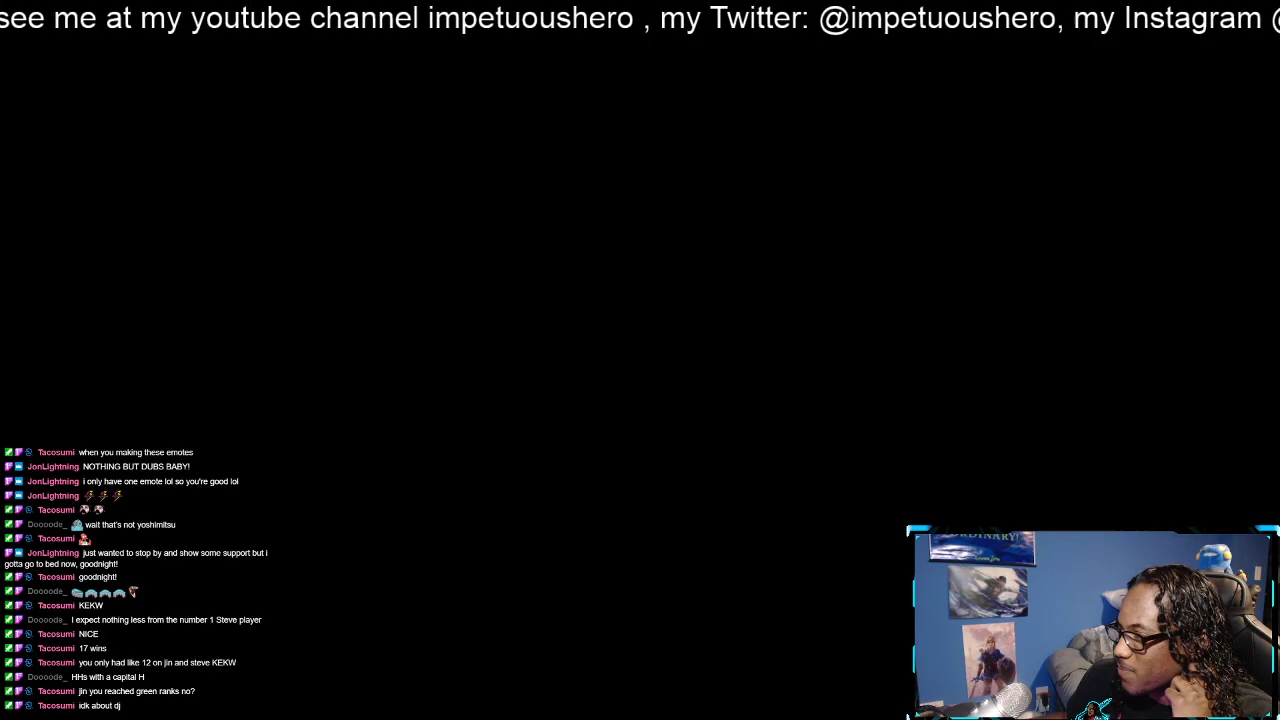 see me at my youtube channel impetuoushero , my Twitter: @impetuoushero, my Instagram @
Tacosumi when you making these emotes
JonLightning NOTHING BUT DUBS BABY!
JonLightning i only have one emote lol so you're good lol
JonLightning
Tacosumi
Doooode_ wait that's not yoshimitsu
Tacosumi
JonLightning just wanted to stop by and show some support but i
gotta go to bed now, goodnight!
Tacosumi goodnight!
Doooode_
Tacosumi KEKW
Doooode_ I expect nothing less from the number 1 Steve player
Tacosumi NICE
Tacosumi 17 wins
Tacosumi you only had like 12 on jin and steve KEKW
Doooode_ HHs with a capital H
Tacosumi jin you reached green ranks no?
Tacosumi idk about dj
ORDINARY!